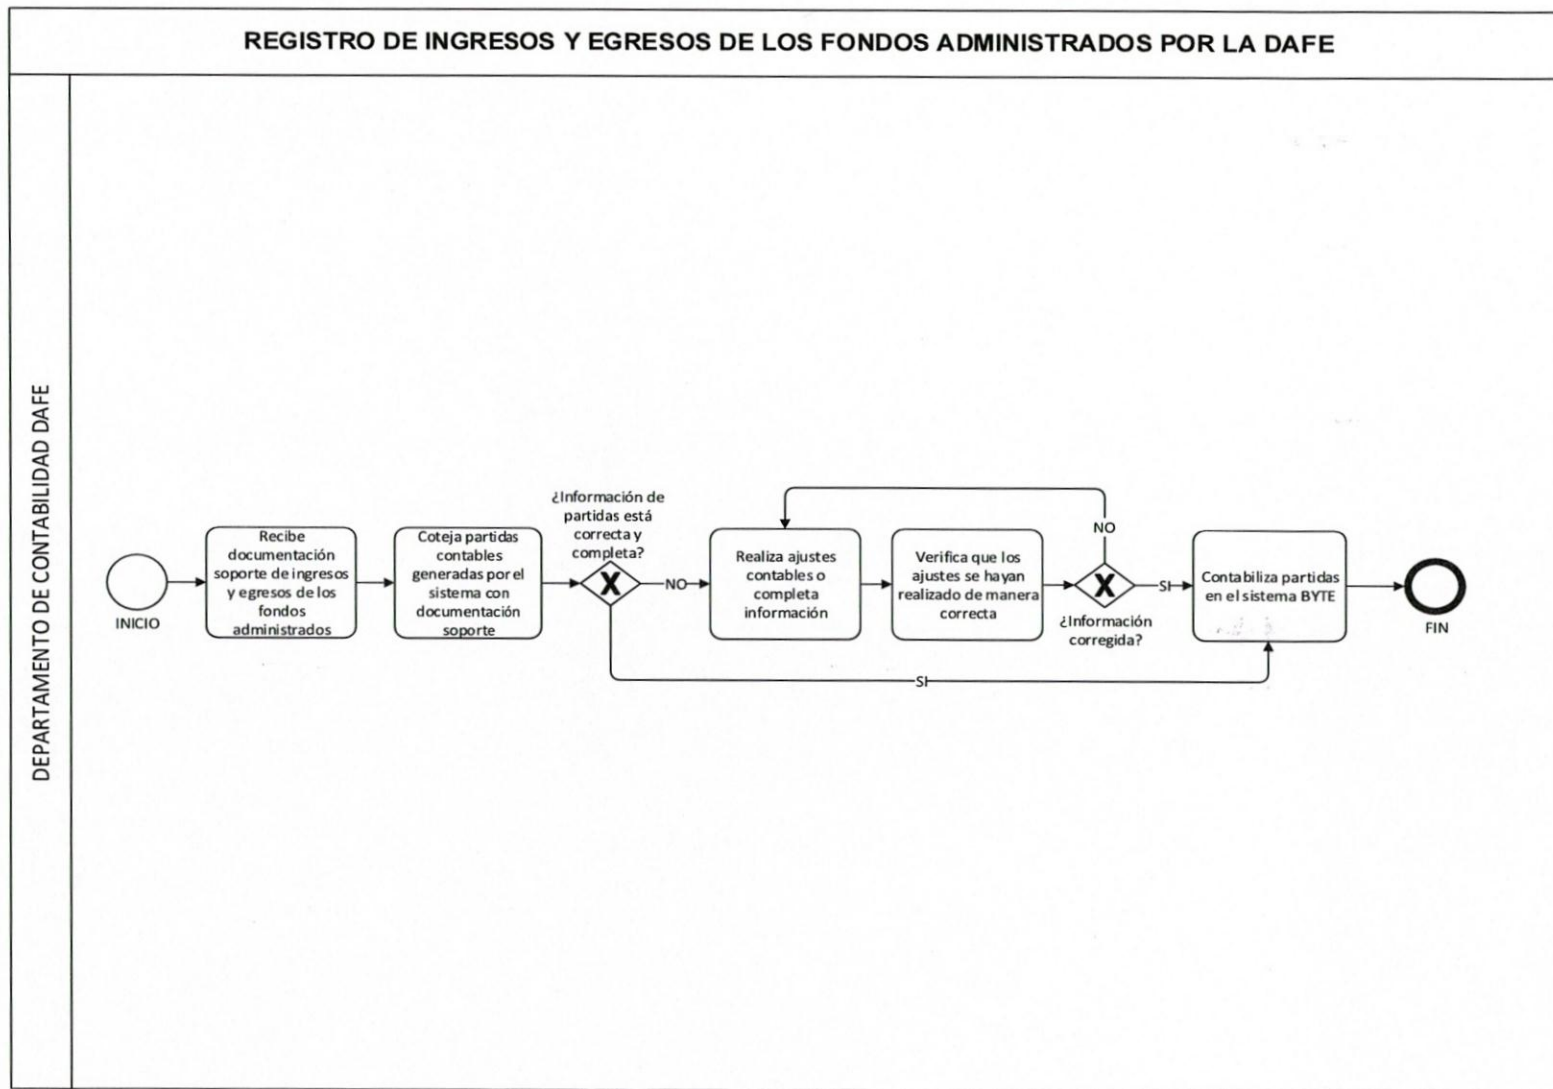 REGISTRO DE INGRESOS Y EGRESOS DE LOS FONDOS ADMINISTRADOS POR LA DAFE
DEPARTAMENTO DE CONTABILIDAD DAFE
INICIO
Recibe
documentación
soporte de ingresos
y egresos de los
fondos
administrados
Coteja partidas
contables
generadas por el
sistema con
documentación
soporte
¿Información de
partidas está
correcta y
completa?
X
NO
SI
Realiza ajustes
contables o
completa
información
Verifica que los
ajustes se hayan
realizado de manera
correcta
NO
X
SI
¿Información
corregida?
Contabiliza partidas
en el sistema BYTE
FIN